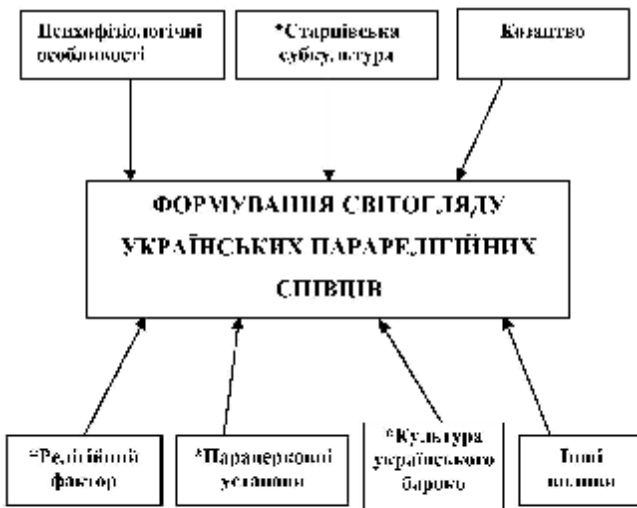 Психофізіологічні
особливості
*Старцівська
субкультура
Козацтво
ФОРМУВАННЯ СВІТОГЛЯДУ
УКРАЇНСЬКИХ ПАРАРЕЛІГІЙНИХ
СПІВЦІВ
*Релігійний
фактор
*Парацерковні
установи
*Культура
українського
бароко
Інші
впливи